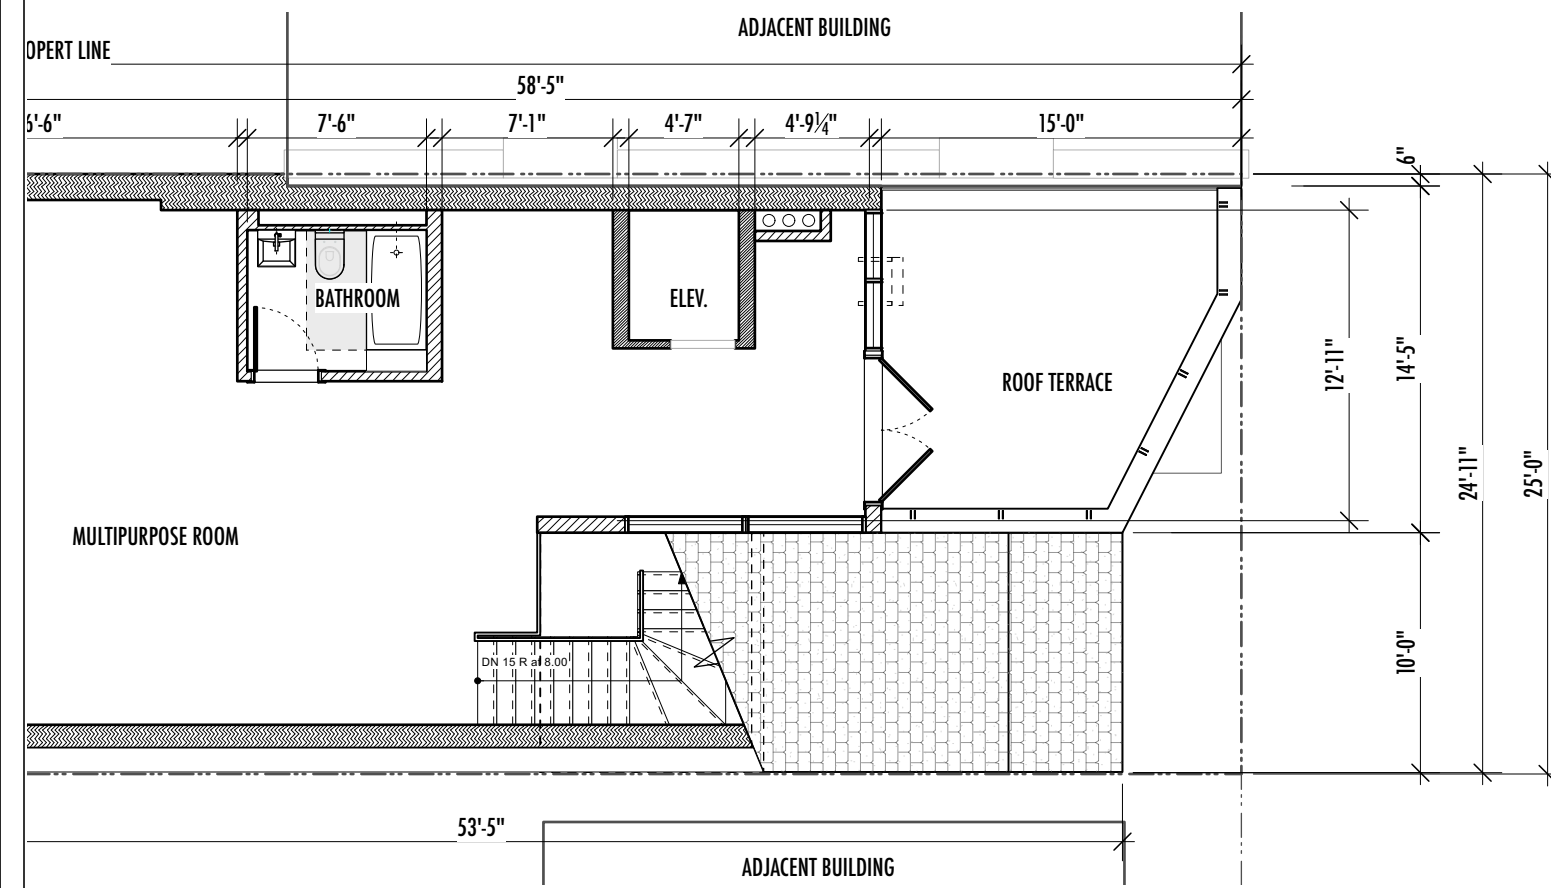 ADJACENT BUILDING
OPERT LINE
58'-5"
6'-6"
7'-6"
7'-1"
4'-7"
4'-9¼"
15'-0"
6"
BATHROOM
ELEV.
ROOF TERRACE
12'-11"
14'-5"
24'-11"
25'-0"
MULTIPURPOSE ROOM
DN 15 R at 8.00'
10'-0"
53'-5"
ADJACENT BUILDING